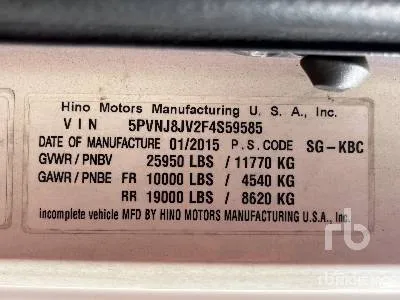 Hino Motors Manufacturing U. S. A., Inc.
VIN 5PVNJ8JV2F4S59585
DATE OF MANUFACTURE 01/2015 P.S.CODE SG-KBC
GVWR / PNBV 25950 LBS / 11770 KG
GAWR / PNBE FR 10000 LBS / 4540 KG
RR 19000 LBS / 8620 KG
incomplete vehicle MFD BY HINO MOTORS MANUFACTURING U.S.A., Inc.
rb